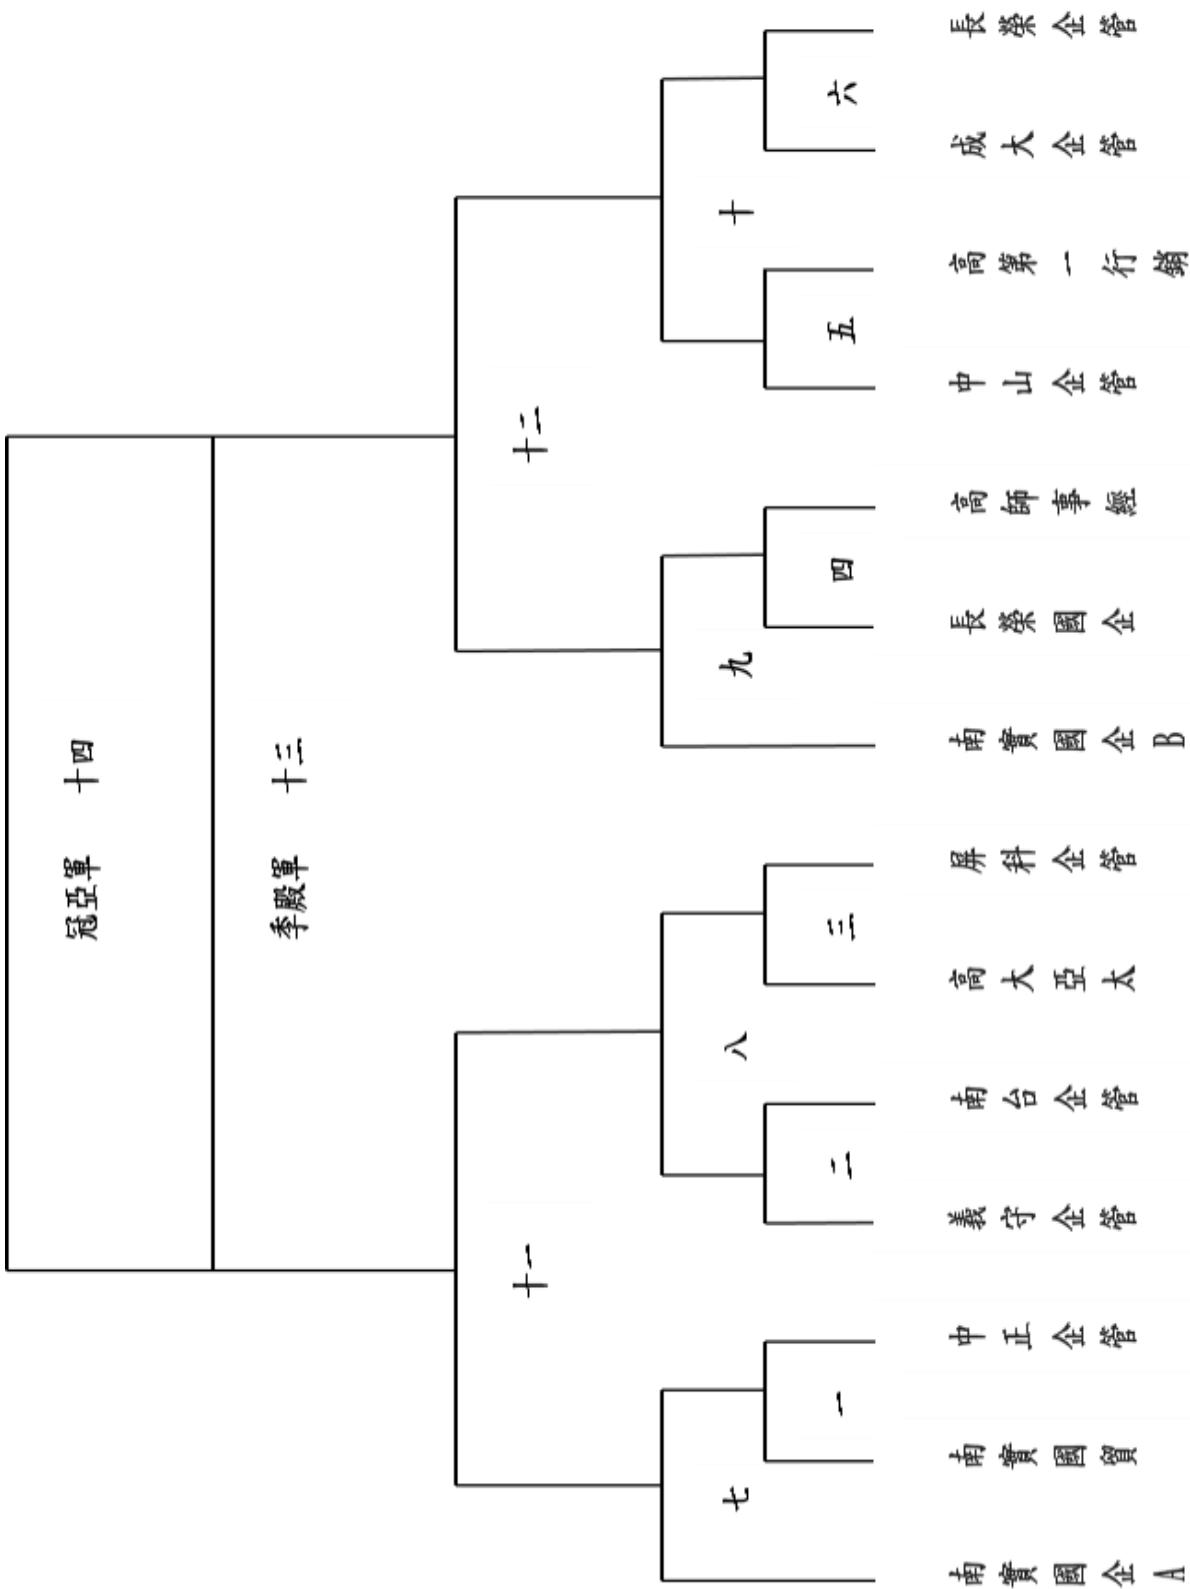 冠亞軍 十四
季殿軍 十三
十一
十二
七
八
九
十
一
二
三
四
五
六
南實國企A
南實國貿
中正企管
義守企管
南台企管
高大亞太
屏科企管
南實國企B
長榮國企
高師事經
中山企管
高第一行銷
成大企管
長榮企管